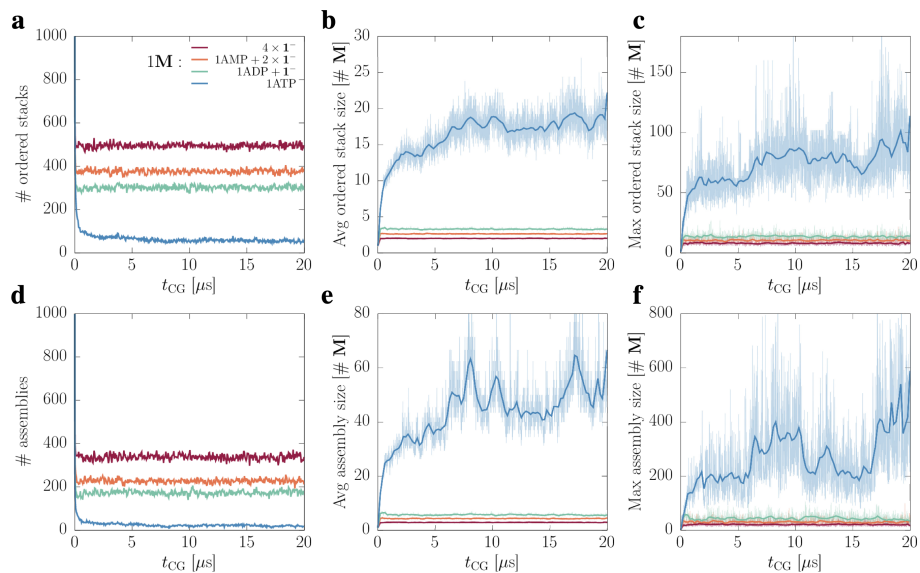 a
1000
800
600
400
200
0
# ordered stacks
0 5 10 15 20
t_CG [μs]
1M :
4 × 1⁻
1AMP + 2 × 1⁻
1ADP + 1⁻
1ATP
b
30
25
20
15
10
5
0
Avg ordered stack size [# M]
0 5 10 15 20
t_CG [μs]
c
150
100
50
0
Max ordered stack size [# M]
0 5 10 15 20
t_CG [μs]
d
1000
800
600
400
200
0
# assemblies
0 5 10 15 20
t_CG [μs]
e
80
60
40
20
0
Avg assembly size [# M]
0 5 10 15 20
t_CG [μs]
f
800
600
400
200
0
Max assembly size [# M]
0 5 10 15 20
t_CG [μs]